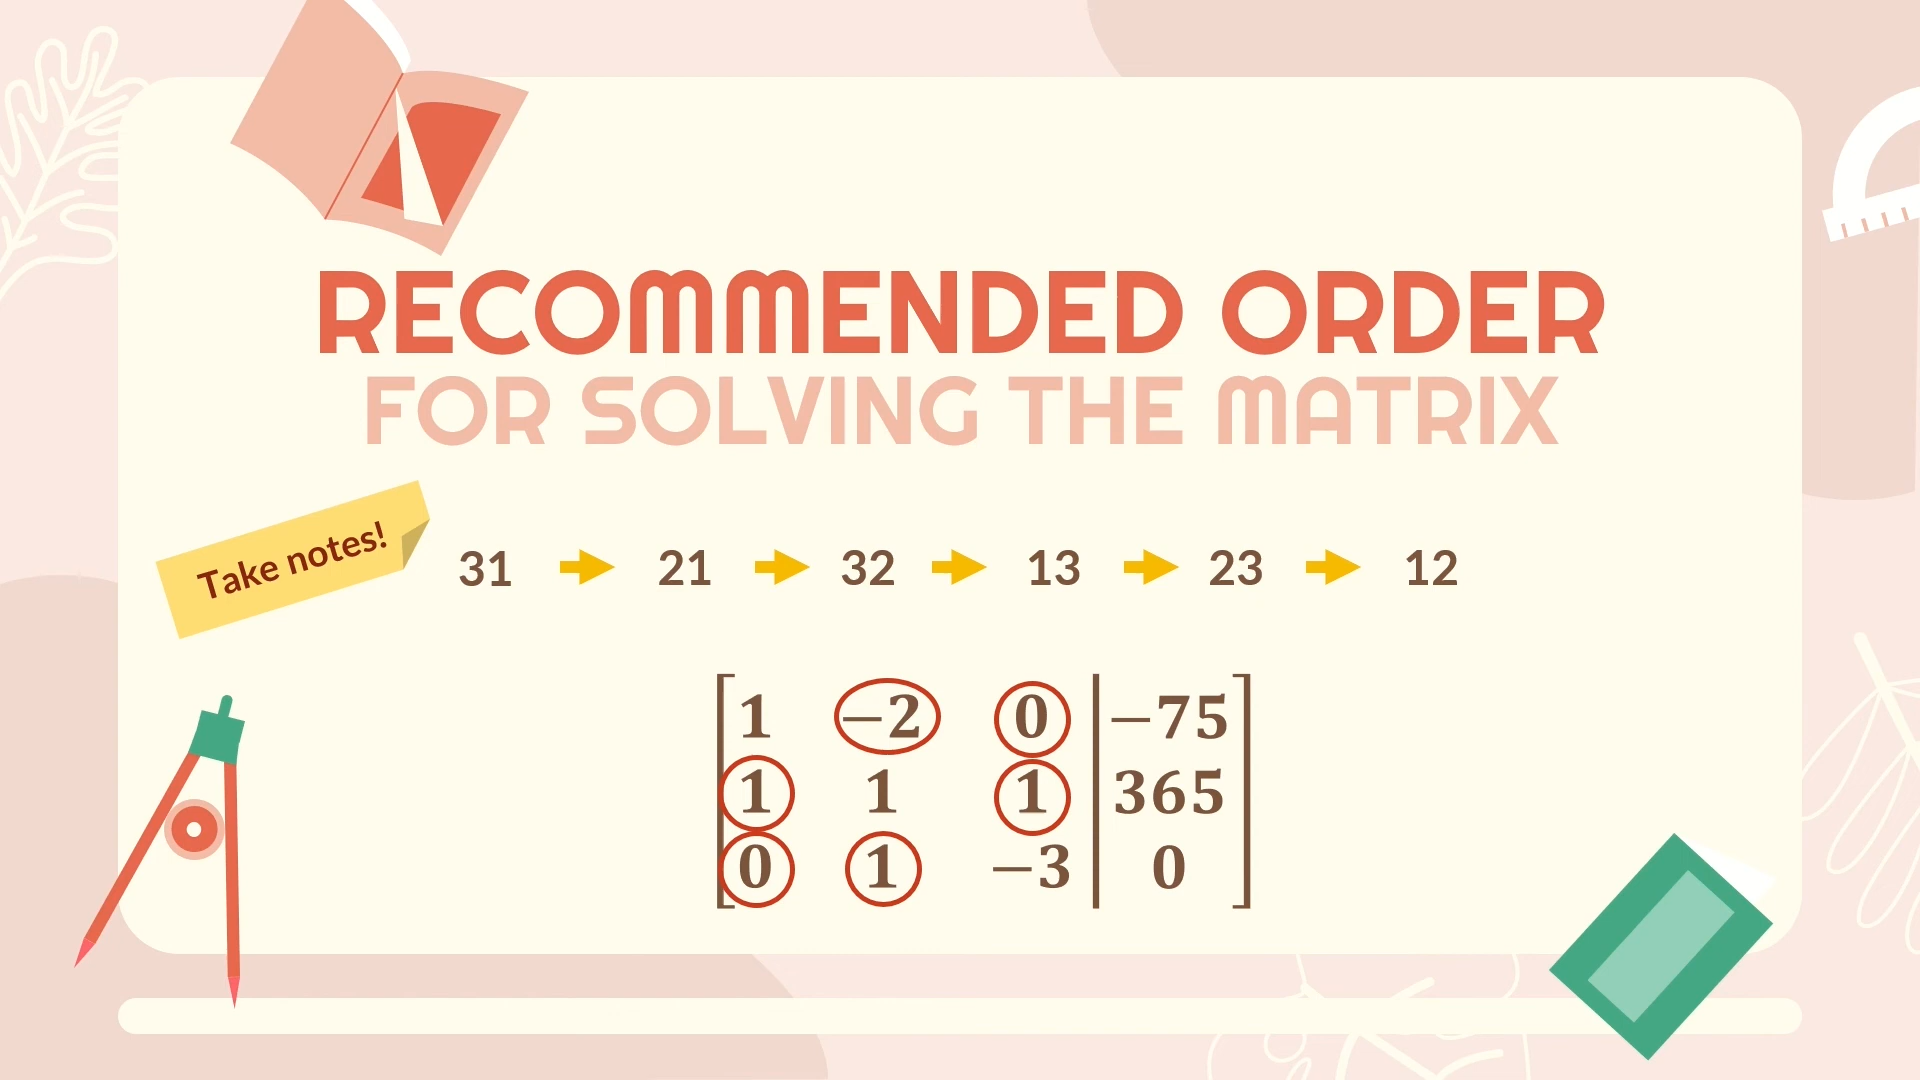 RECOMMENDED ORDER
FOR SOLVING THE MATRIX
Take notes!
31 21 32 13 23 12
1 −2 0 −75
1 1 1 365
0 1 −3 0